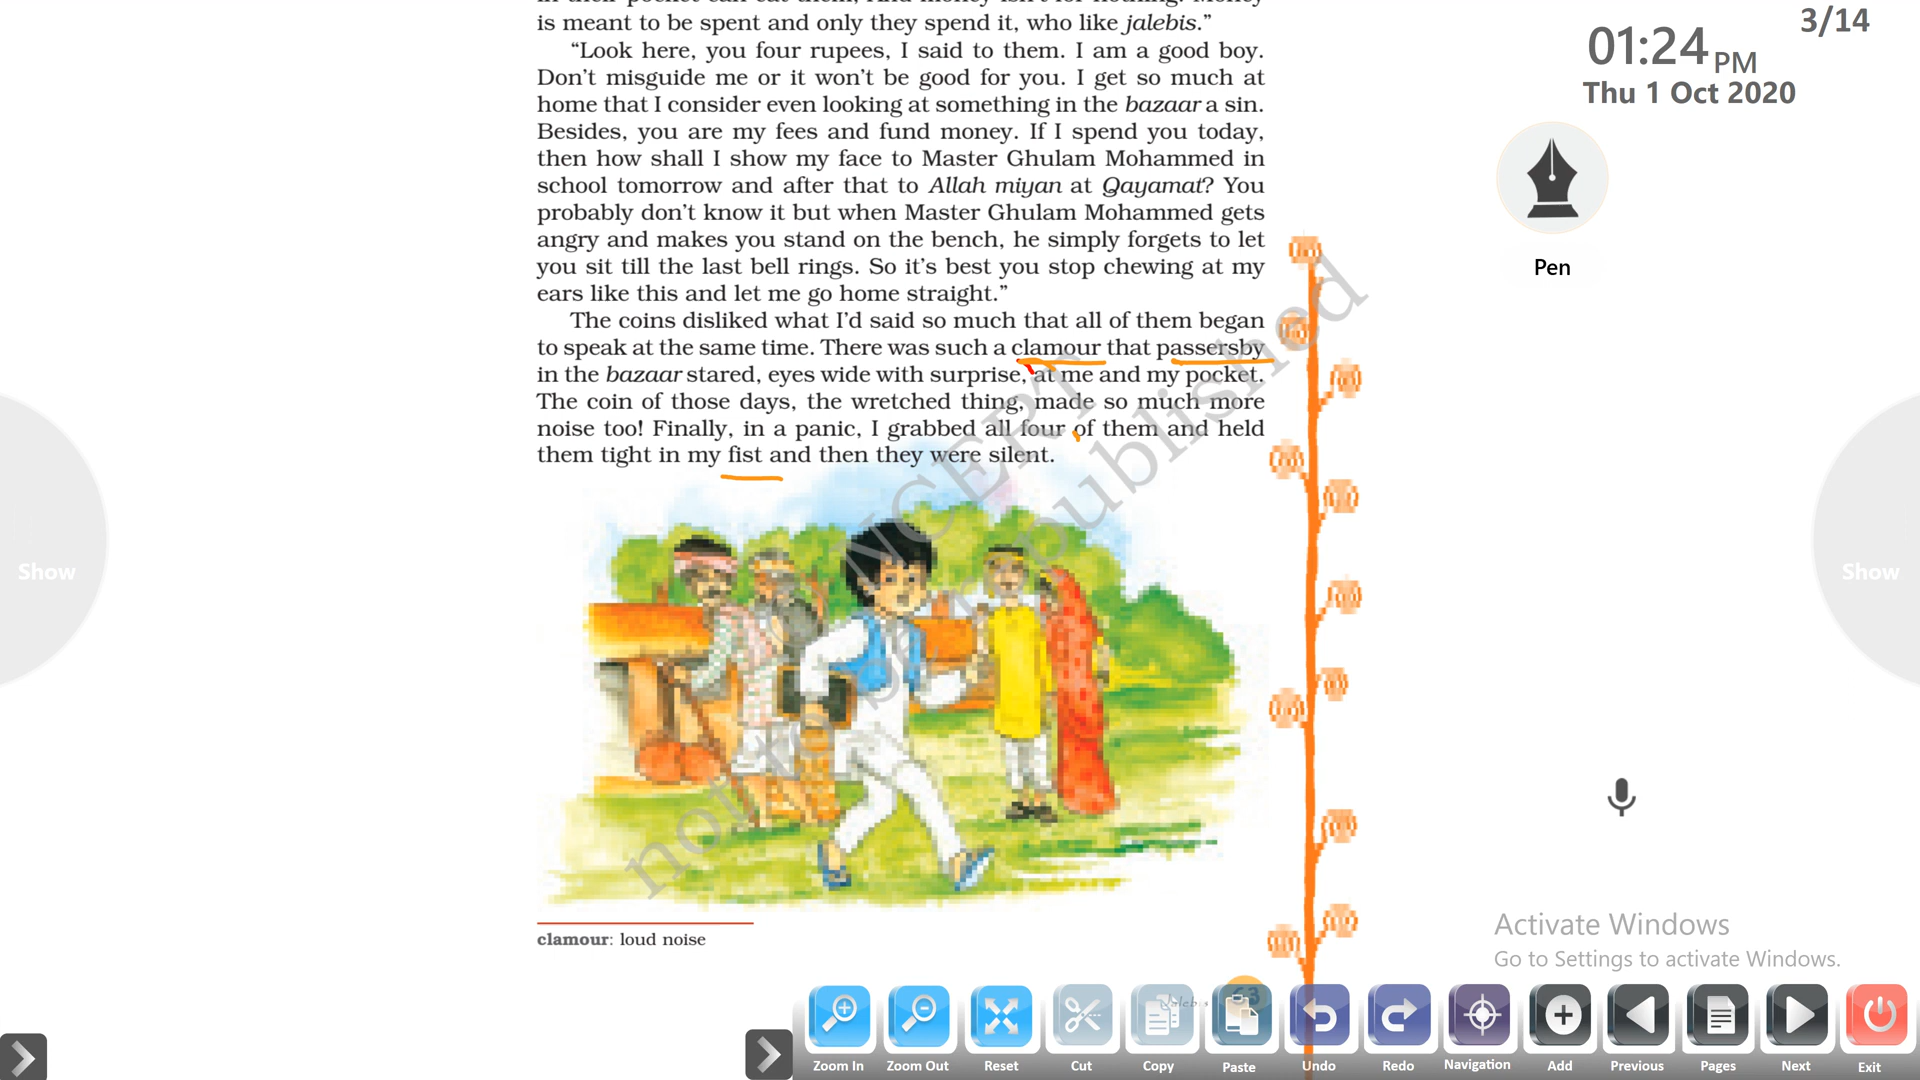 is meant to be spent and only they spend it, who like jalebis.”
“Look here, you four rupees, I said to them. I am a good boy.
Don’t misguide me or it won’t be good for you. I get so much at
home that I consider even looking at something in the bazaar a sin.
Besides, you are my fees and fund money. If I spend you today,
then how shall I show my face to Master Ghulam Mohammed in
school tomorrow and after that to Allah miyan at Qayamat? You
probably don’t know it but when Master Ghulam Mohammed gets
angry and makes you stand on the bench, he simply forgets to let
you sit till the last bell rings. So it’s best you stop chewing at my
ears like this and let me go home straight.”
The coins disliked what I’d said so much that all of them began
to speak at the same time. There was such a clamour that passersby
in the bazaar stared, eyes wide with surprise, at me and my pocket.
The coin of those days, the wretched thing, made so much more
noise too! Finally, in a panic, I grabbed all four of them and held
them tight in my fist and then they were silent.
NCERT
not to be republished
clamour: loud noise
Jalebis
63
3/14
01:24 PM
Thu 1 Oct 2020
Pen
Show
Show
Activate Windows
Go to Settings to activate Windows.
Zoom In
Zoom Out
Reset
Cut
Copy
Paste
Undo
Redo
Navigation
Add
Previous
Pages
Next
Exit